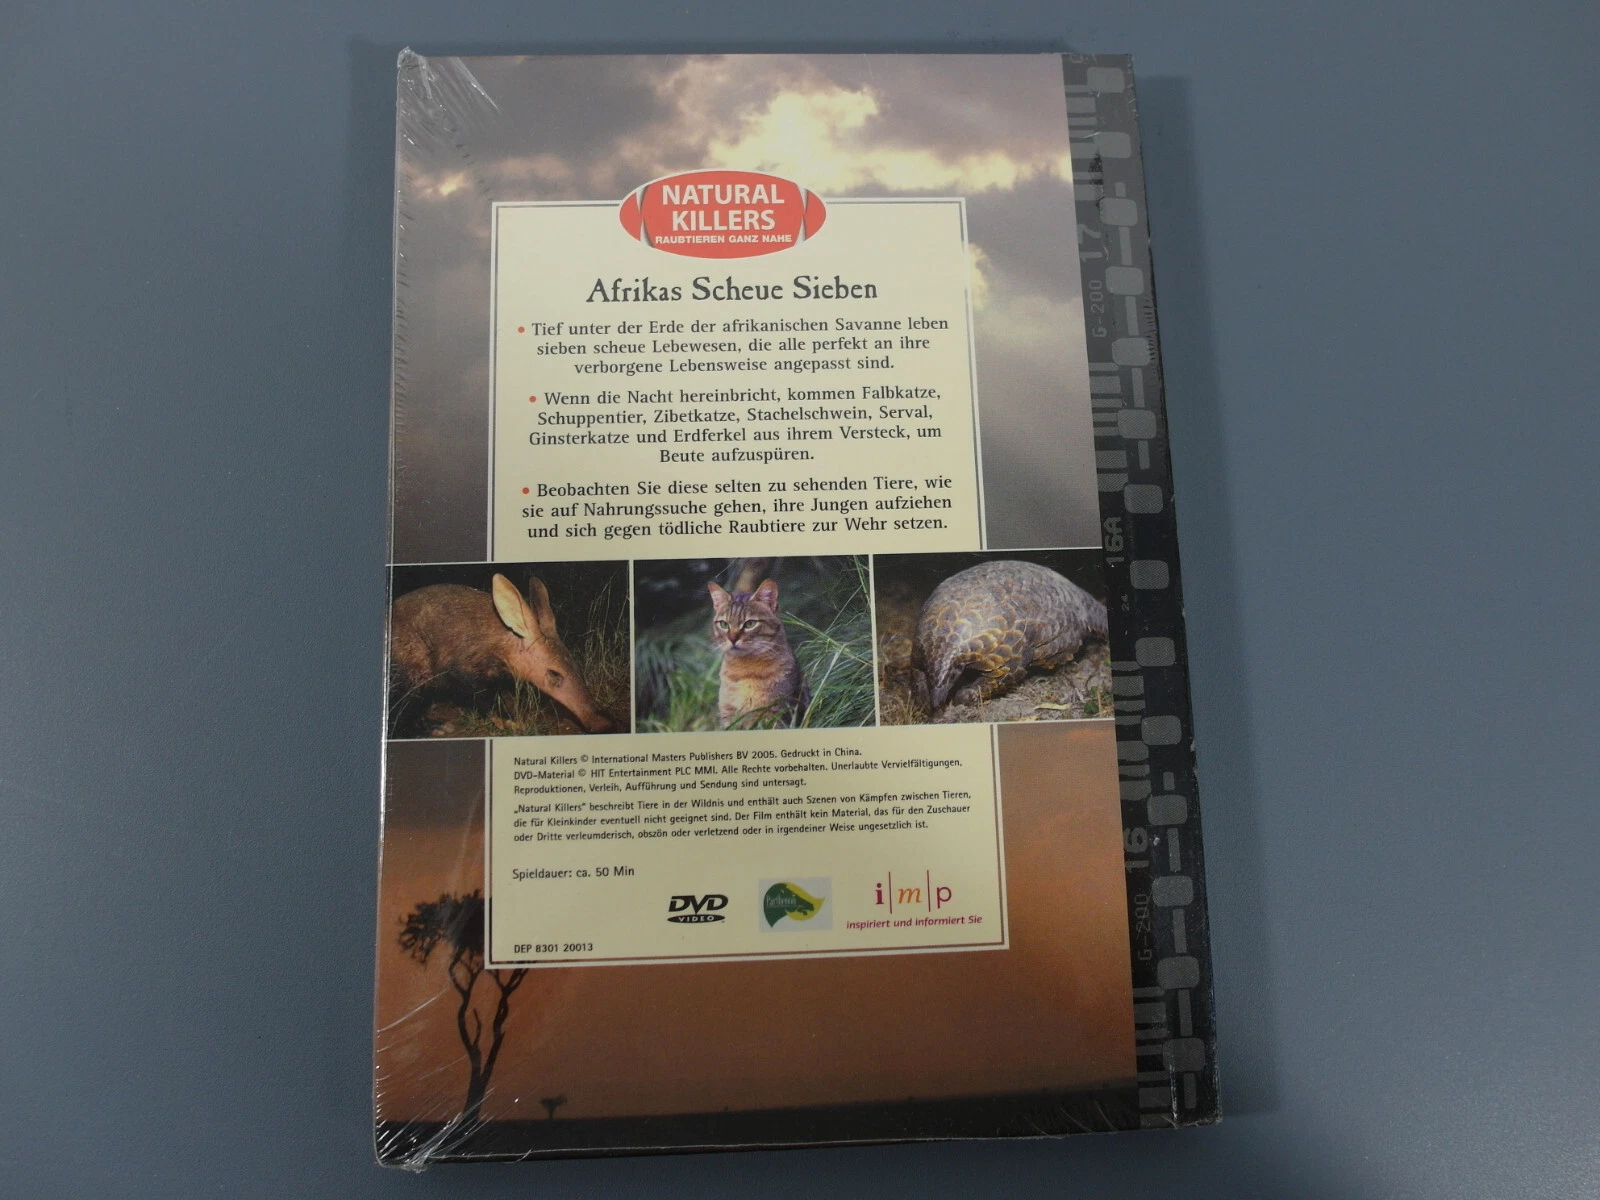 NATURAL
KILLERS
RAUBTIEREN GANZ NAHE
Afrikas Scheue Sieben
• Tief unter der Erde der afrikanischen Savanne leben
sieben scheue Lebewesen, die alle perfekt an ihre
verborgene Lebensweise angepasst sind.
• Wenn die Nacht hereinbricht, kommen Falbkatze,
Schuppentier, Zibetkatze, Stachelschwein, Serval,
Ginsterkatze und Erdferkel aus ihrem Versteck, um
Beute aufzuspüren.
• Beobachten Sie diese selten zu sehenden Tiere, wie
sie auf Nahrungssuche gehen, ihre Jungen aufziehen
und sich gegen tödliche Raubtiere zur Wehr setzen.
Natural Killers © International Masters Publishers BV 2005. Gedruckt in China.
DVD-Material © HIT Entertainment PLC MMI. Alle Rechte vorbehalten. Unerlaubte Vervielfältigungen,
Reproduktionen, Verleih, Aufführung und Sendung sind untersagt.
„Natural Killers“ beschreibt Tiere in der Wildnis und enthält auch Szenen von Kämpfen zwischen Tieren,
die für Kleinkinder eventuell nicht geeignet sind. Der Film enthält kein Material, das für den Zuschauer
oder Dritte verleumderisch, obszön oder verletzend oder in irgendeiner Weise ungesetzlich ist.
Spieldauer: ca. 50 Min
DVD
VIDEO
i|m|p
inspiriert und informiert Sie
DEP 8301 20013
G-200 17
16A
24
G-200 16